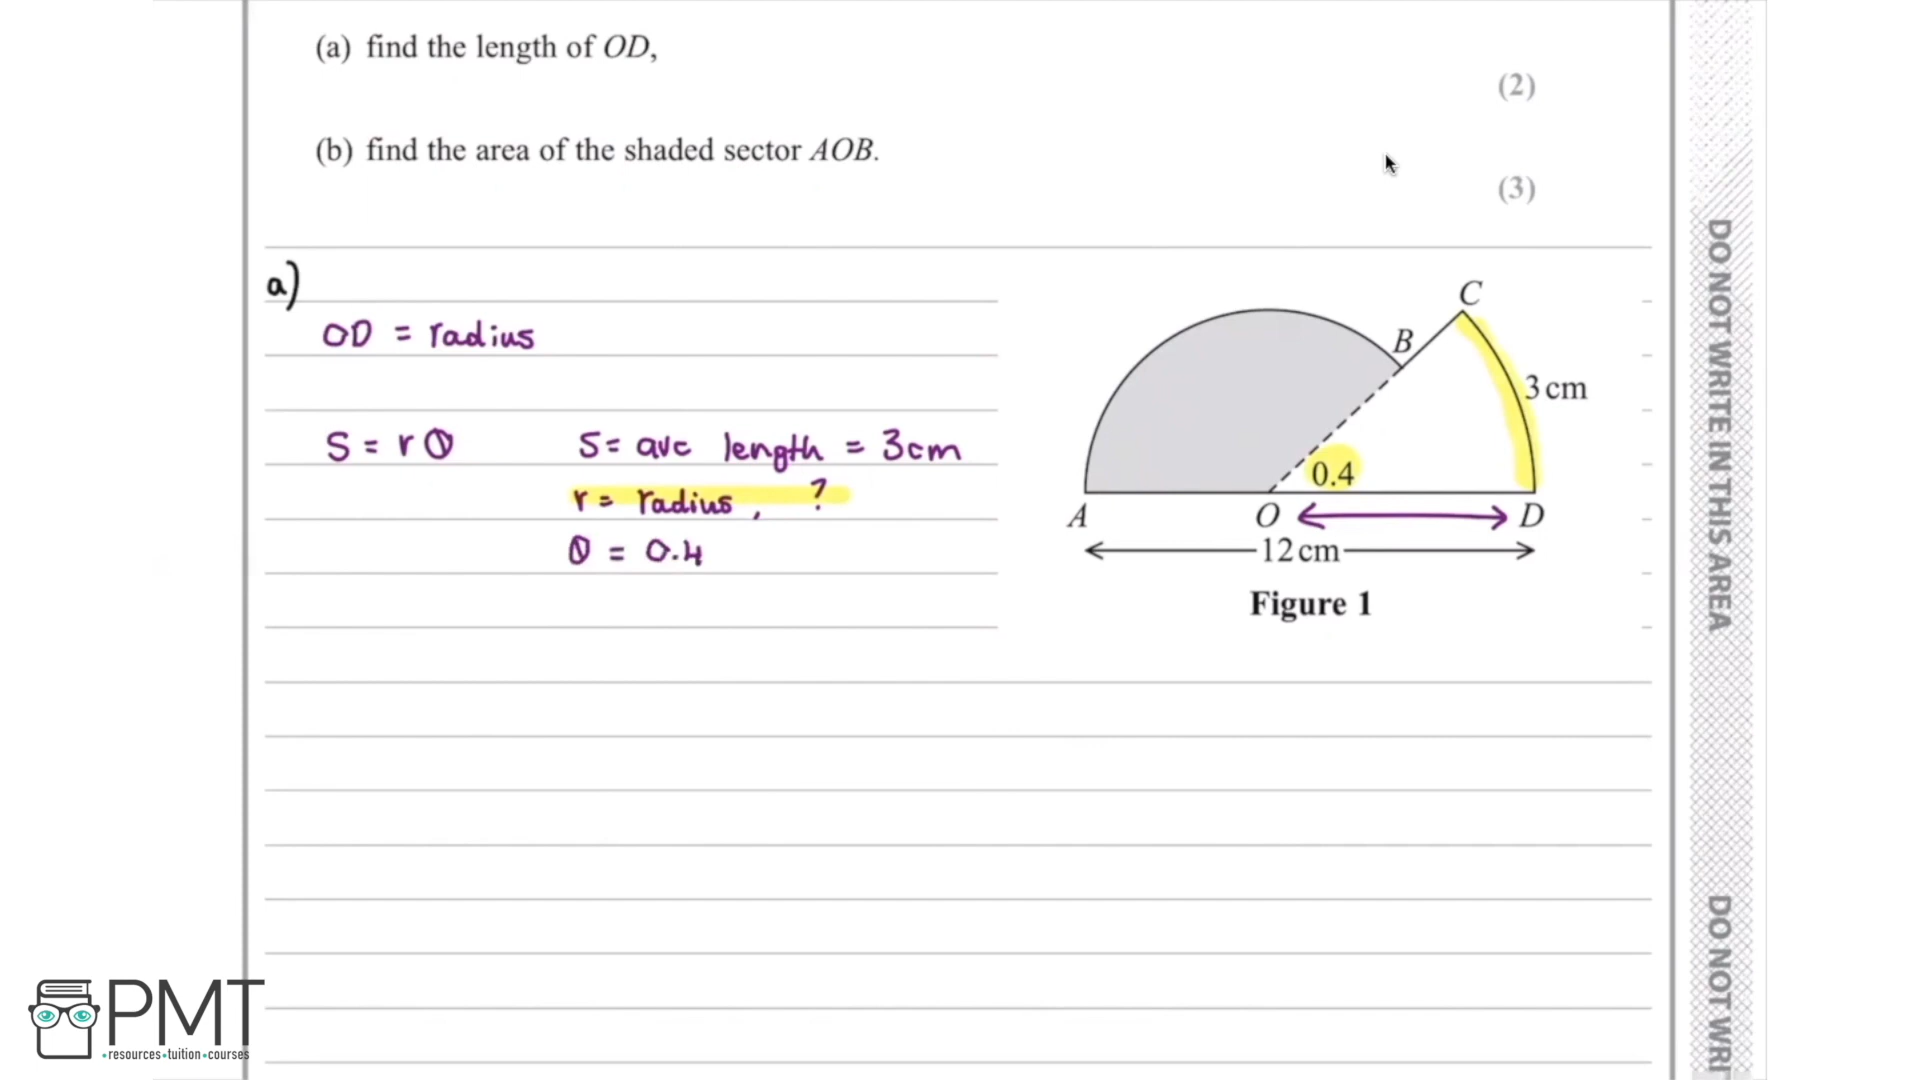 (a) find the length of OD,
(2)
(b) find the area of the shaded sector AOB.
(3)
a)
OD = radius
S = rθ S = arc length = 3cm
r = radius, ?
θ = 0.4
C
B
3 cm
0.4
A O D
12 cm
Figure 1
DO NOT WRITE IN THIS AREA
DO NOT WRI
PMT
•resources•tuition•courses